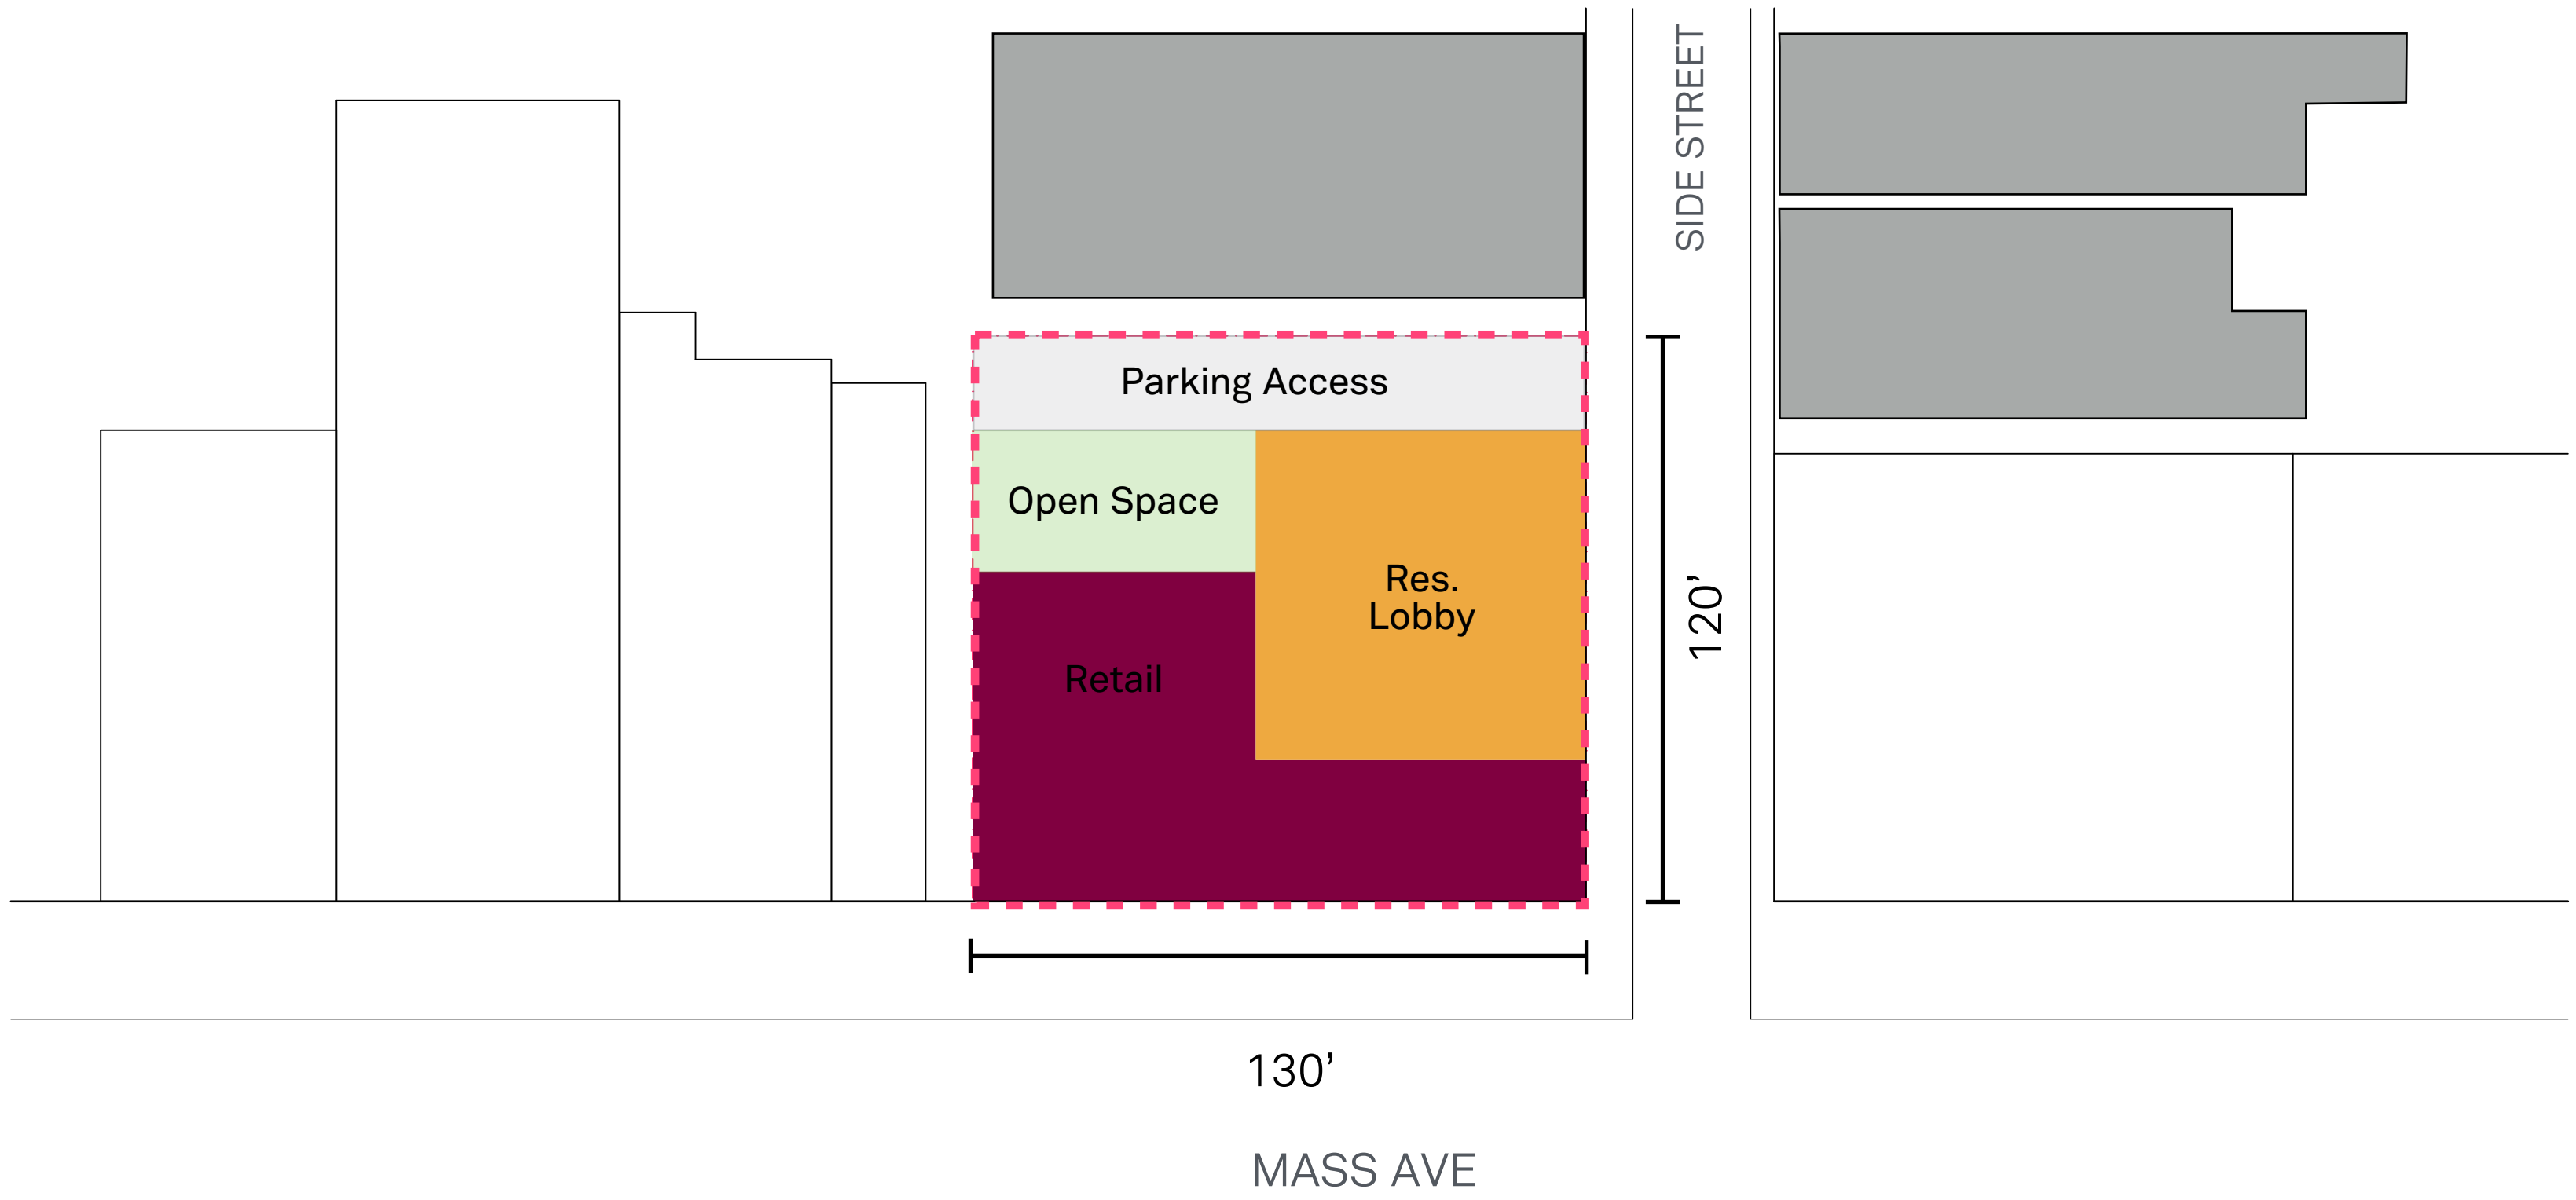 SIDE STREET
Parking Access
Open Space
Res.
Lobby
Retail
120’
130’
MASS AVE